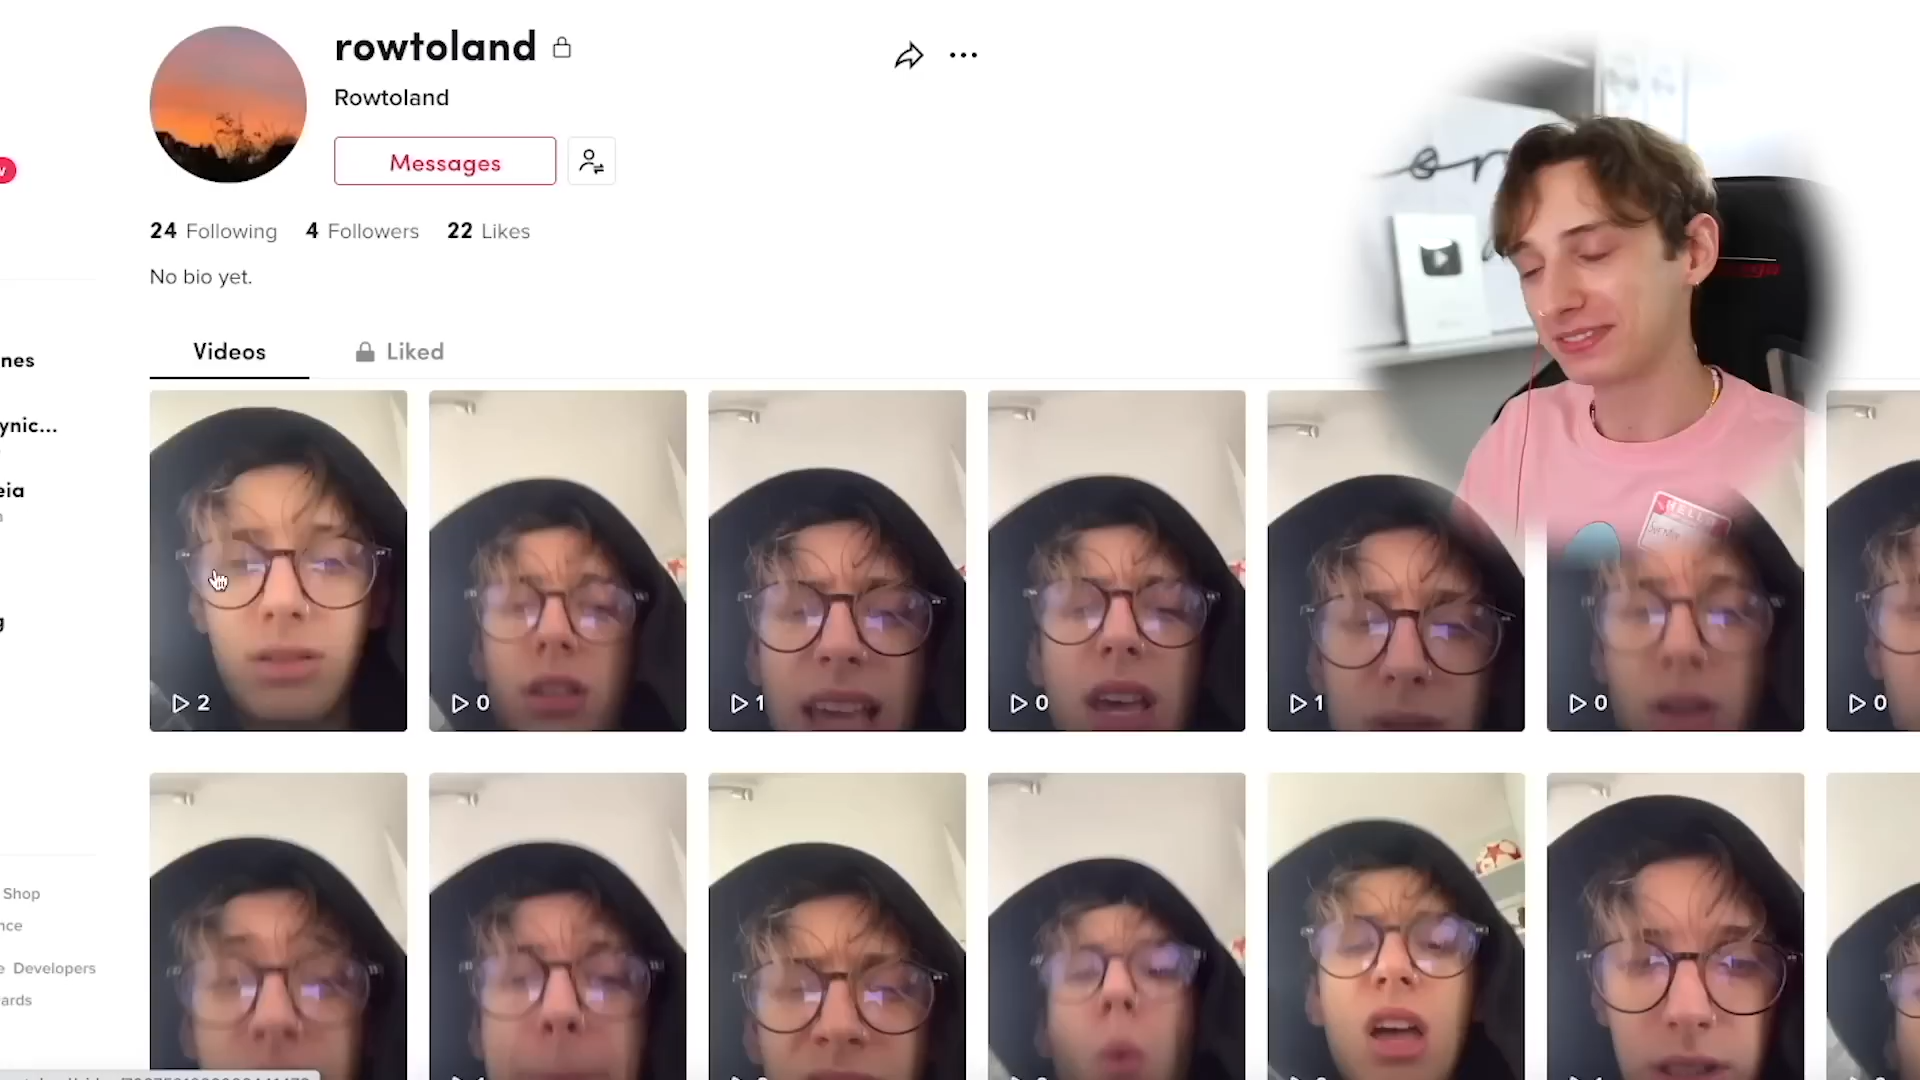 rowtoland
Rowtoland
Messages
24 Following 4 Followers 22 Likes
No bio yet.
Videos
Liked
nes
ynic...
eia
g
2
0
1
0
1
0
0
Shop
nce
e Developers
ards
HELLO